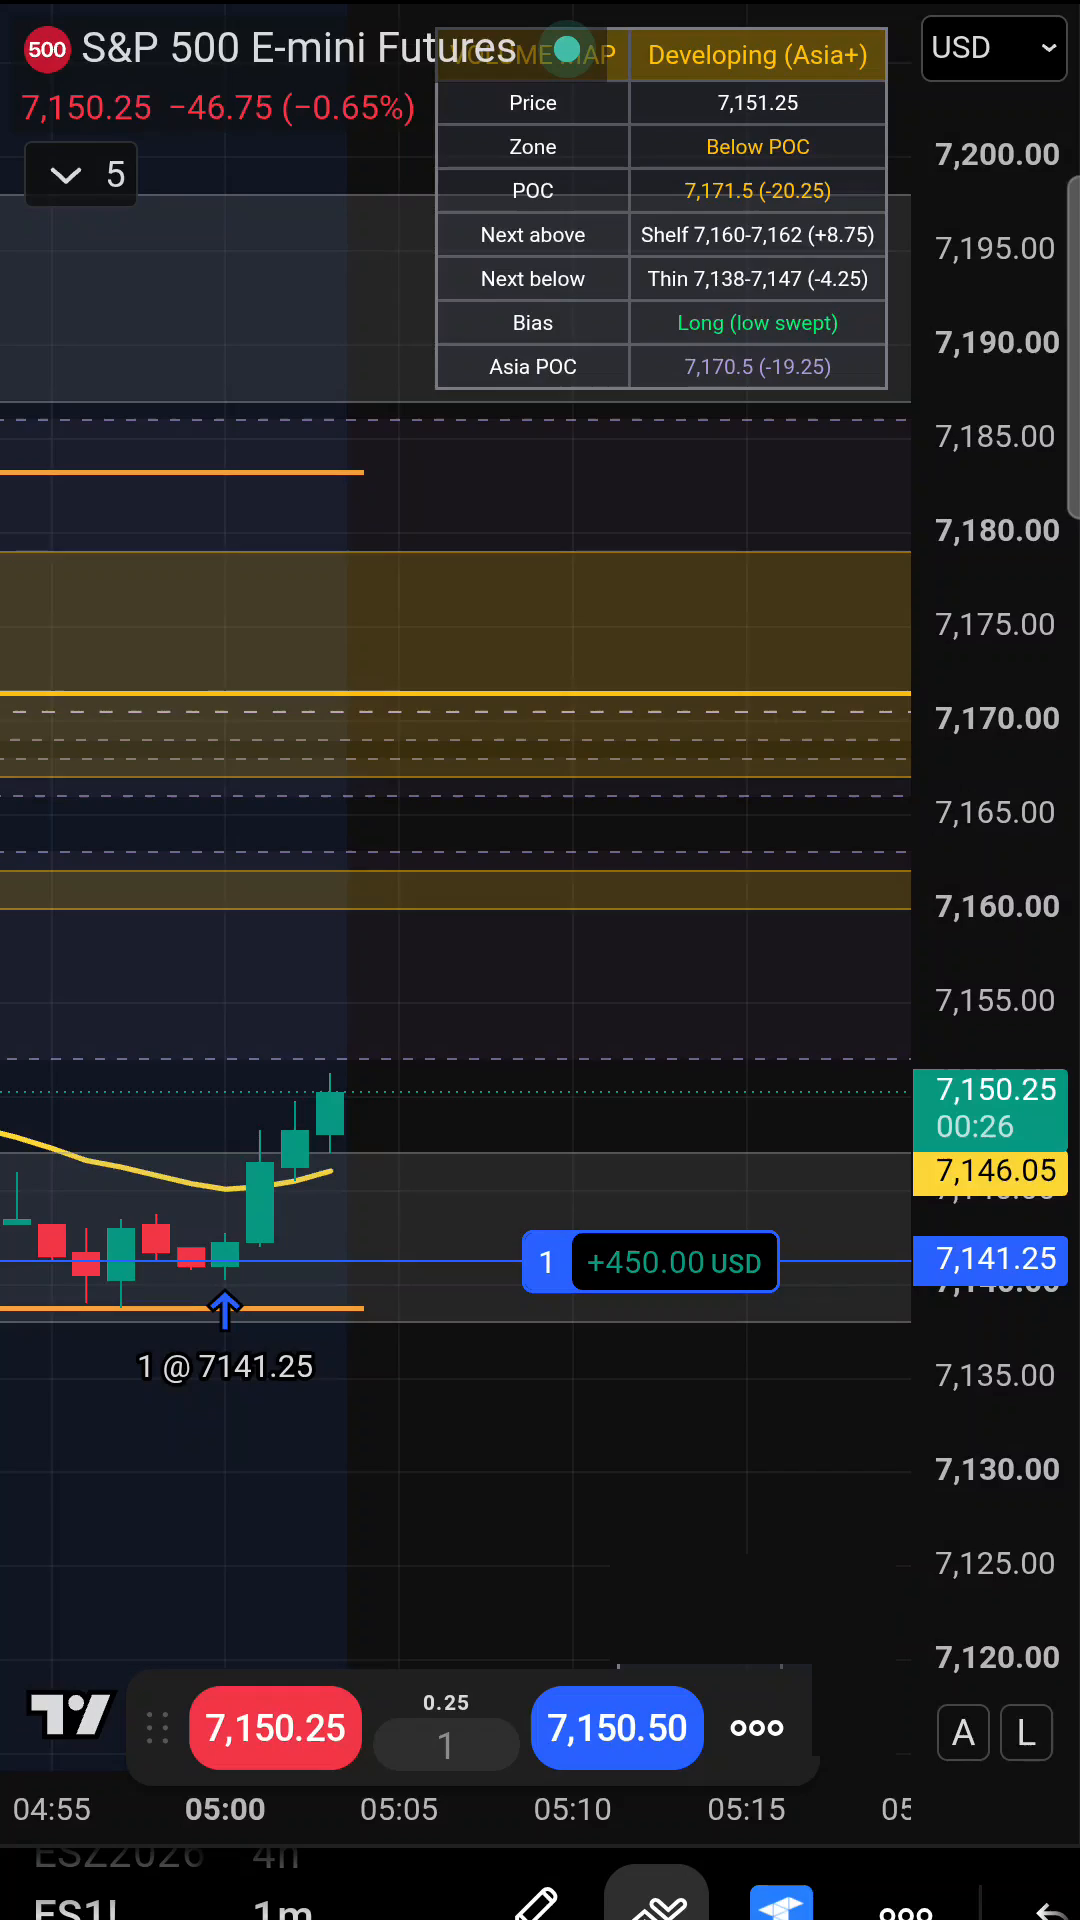 500 S&P 500 E-mini Futures
7,150.25 −46.75 (−0.65%)
5
VOLUME MAP Developing (Asia+)
Price 7,151.25
Zone Below POC
POC 7,171.5 (-20.25)
Next above Shelf 7,160-7,162 (+8.75)
Next below Thin 7,138-7,147 (-4.25)
Bias Long (low swept)
Asia POC 7,170.5 (-19.25)
USD
7,200.00
7,195.00
7,190.00
7,185.00
7,180.00
7,175.00
7,170.00
7,165.00
7,160.00
7,155.00
7,150.25
00:26
7,146.05
1 +450.00 USD
7,141.25
7,135.00
7,130.00
7,125.00
7,120.00
1 @ 7141.25
7,150.25
0.25
1
7,150.50
A L
04:55 05:00 05:05 05:10 05:15
ESZ2026 4h
ES1! 1m